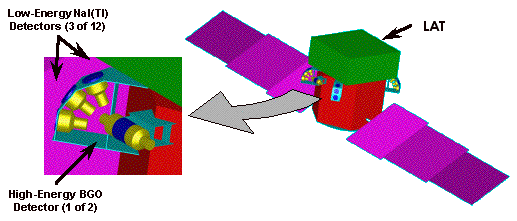 Low-Energy NaI(Tl)
Detectors (3 of 12)
LAT
High-Energy BGO
Detector (1 of 2)